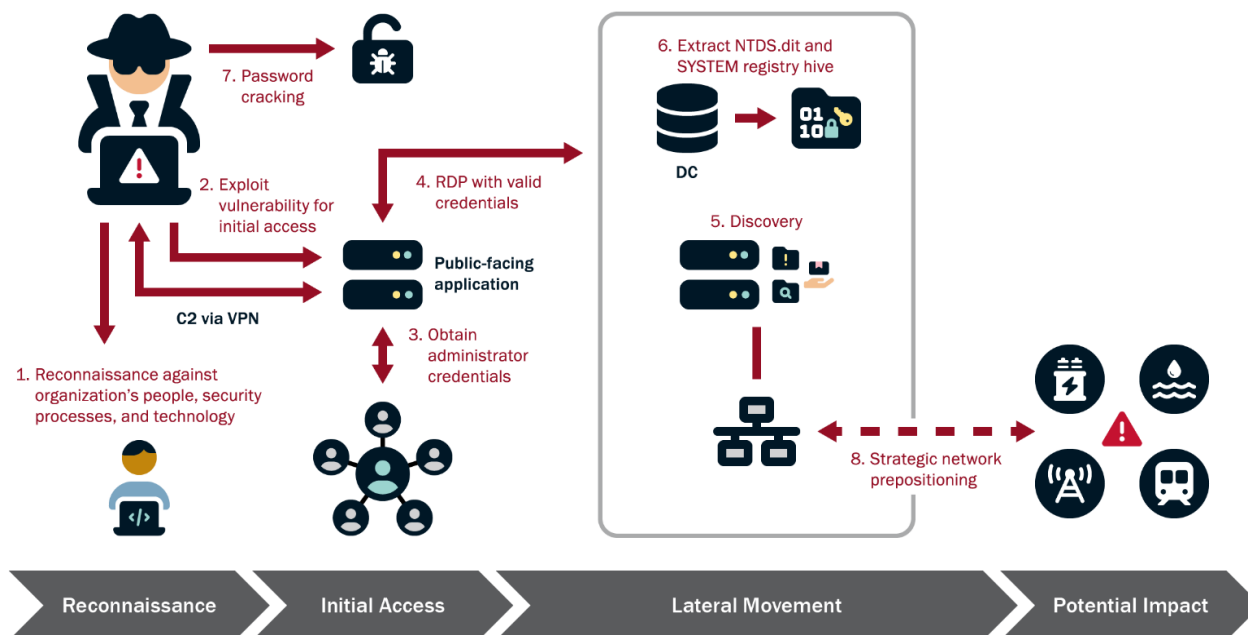 7. Password
cracking
6. Extract NTDS.dit and
SYSTEM registry hive
01
10
DC
2. Exploit
vulnerability for
initial access
4. RDP with valid
credentials
5. Discovery
Public-facing
application
C2 via VPN
3. Obtain
administrator
credentials
1. Reconnaissance against
organization's people, security
processes, and technology
</>
8. Strategic network
prepositioning
Reconnaissance
Initial Access
Lateral Movement
Potential Impact